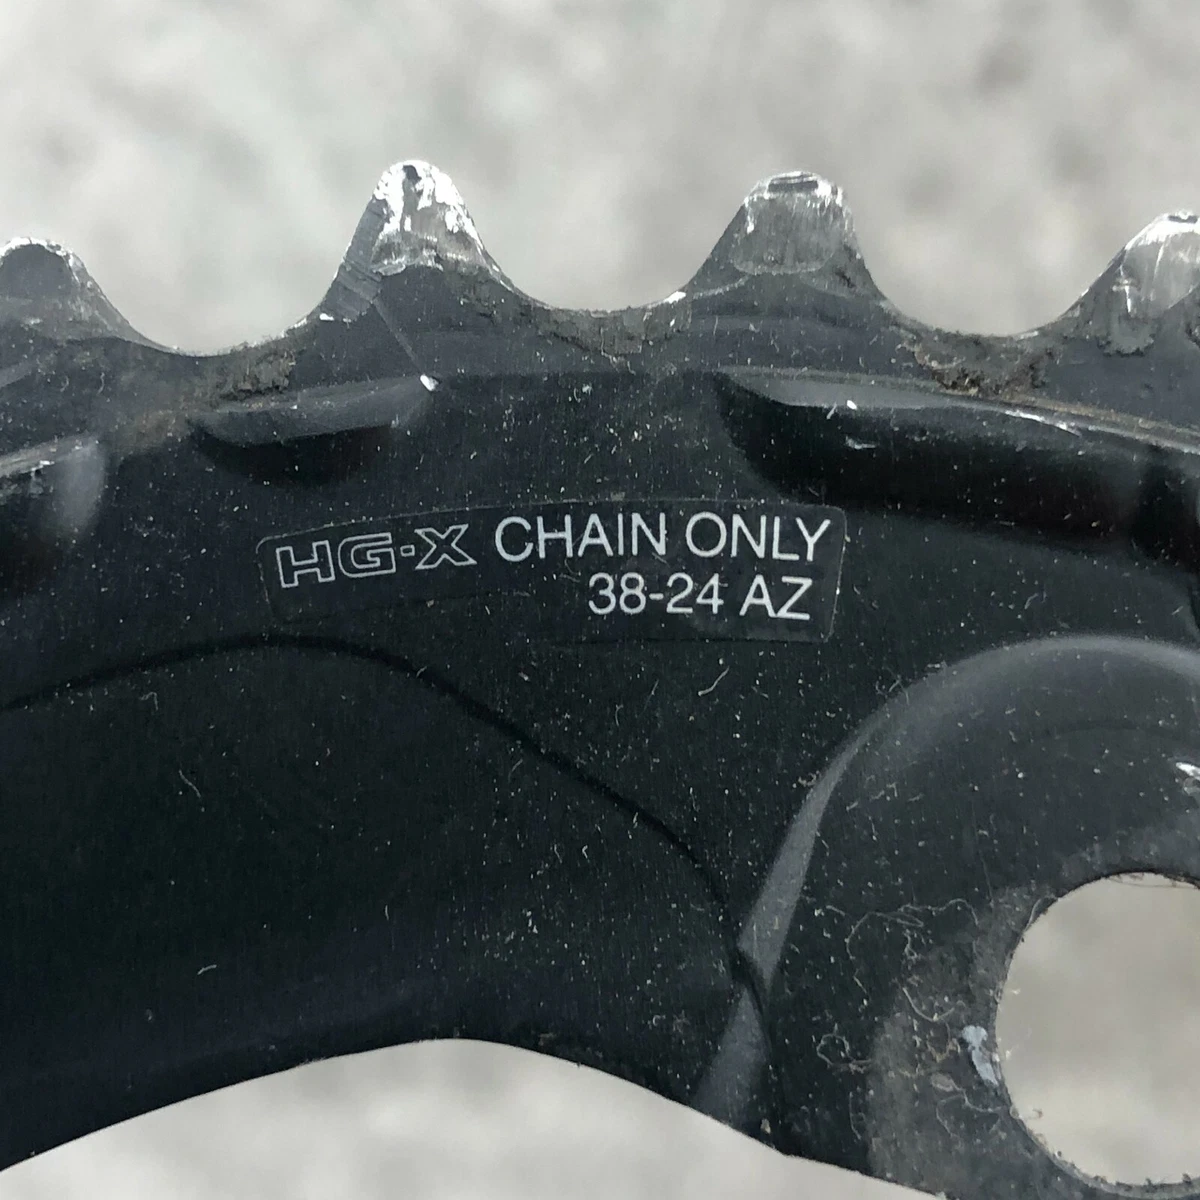 HG-X CHAIN ONLY
38-24 AZ